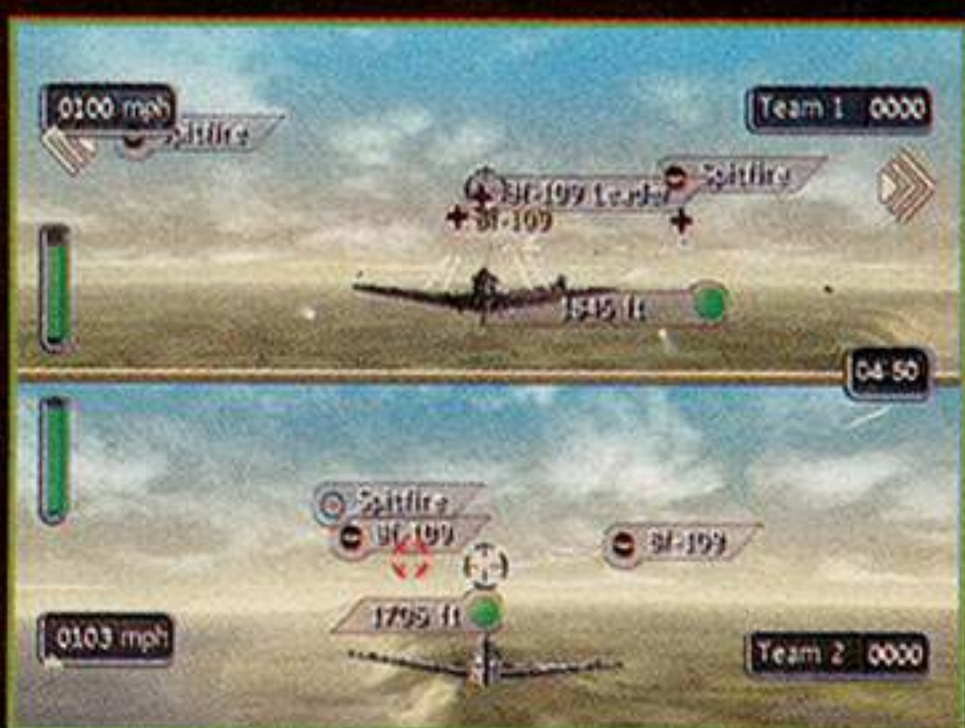 0100 mph
Spitfire
Team 1 0000
Spitfire
Bf-109 Leader
Bf-109
1545 ft
04:50
Spitfire
Bf-109
Bf-109
1795 ft
0103 mph
Team 2 0000